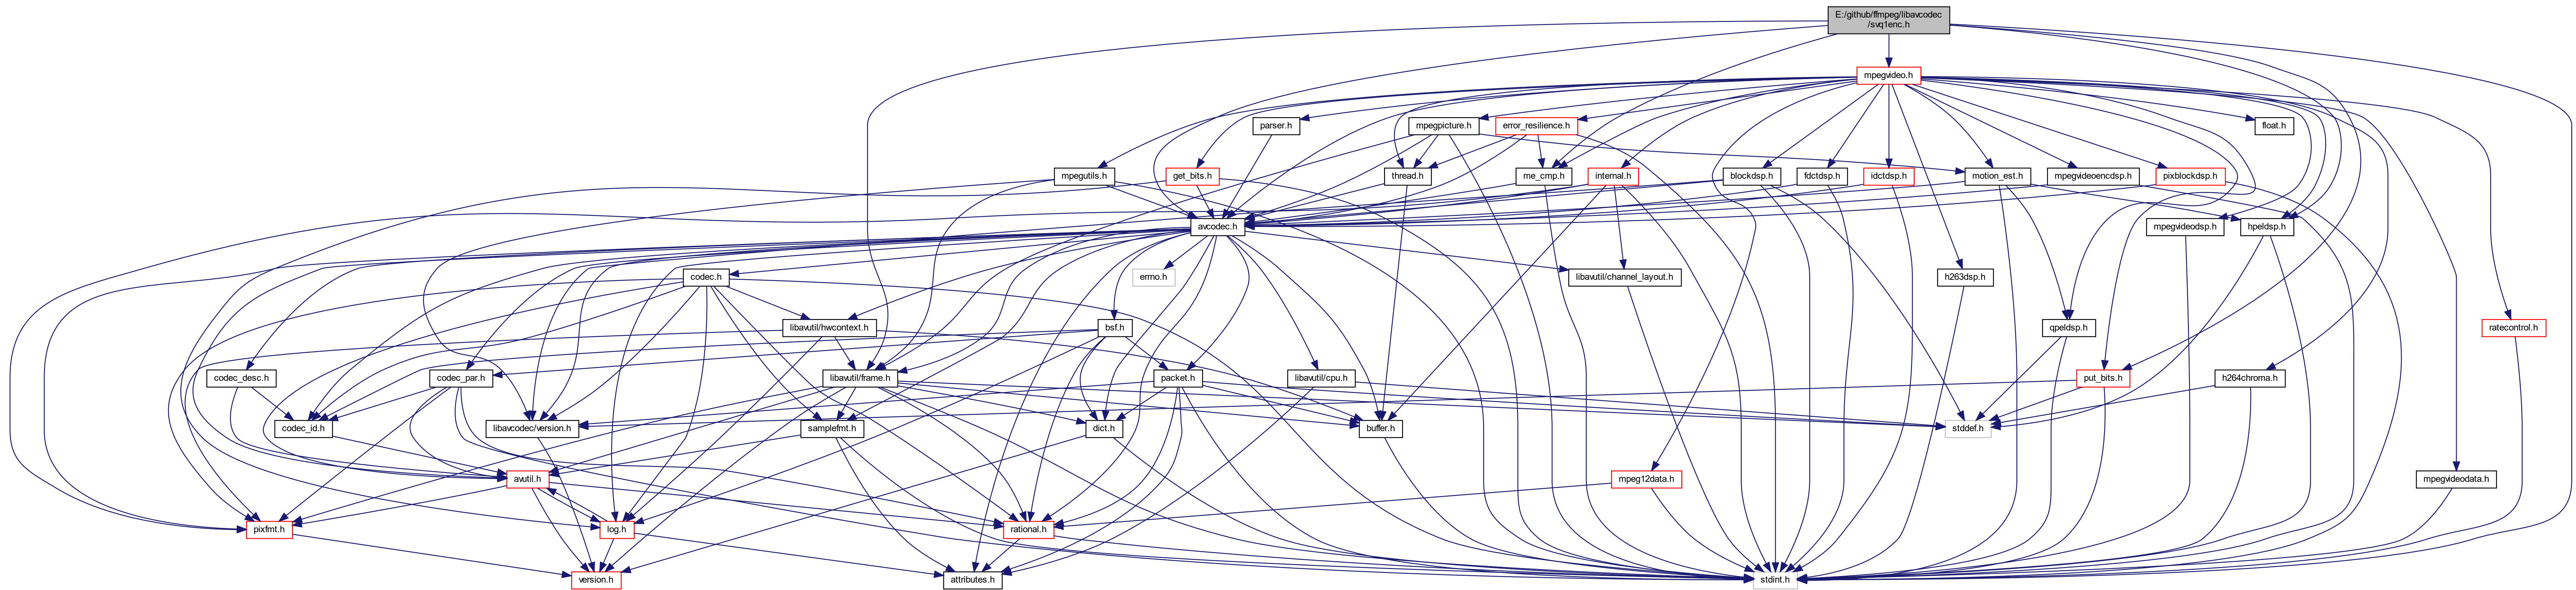 E:/github/ffmpeg/libavcodec
/svq1enc.h
mpegvideo.h
parser.h
mpegpicture.h
error_resilience.h
float.h
mpegutils.h
get_bits.h
thread.h
me_cmp.h
internal.h
blockdsp.h
fdctdsp.h
idctdsp.h
motion_est.h
mpegvideoencdsp.h
pixblockdsp.h
avcodec.h
mpegvideodsp.h
hpeldsp.h
codec.h
errno.h
libavutil/channel_layout.h
h263dsp.h
libavutil/hwcontext.h
bsf.h
qpeldsp.h
ratecontrol.h
codec_desc.h
codec_par.h
libavutil/frame.h
packet.h
libavutil/cpu.h
put_bits.h
h264chroma.h
codec_id.h
libavcodec/version.h
samplefmt.h
dict.h
buffer.h
stddef.h
avutil.h
mpeg12data.h
mpegvideodata.h
pixfmt.h
log.h
rational.h
version.h
attributes.h
stdint.h